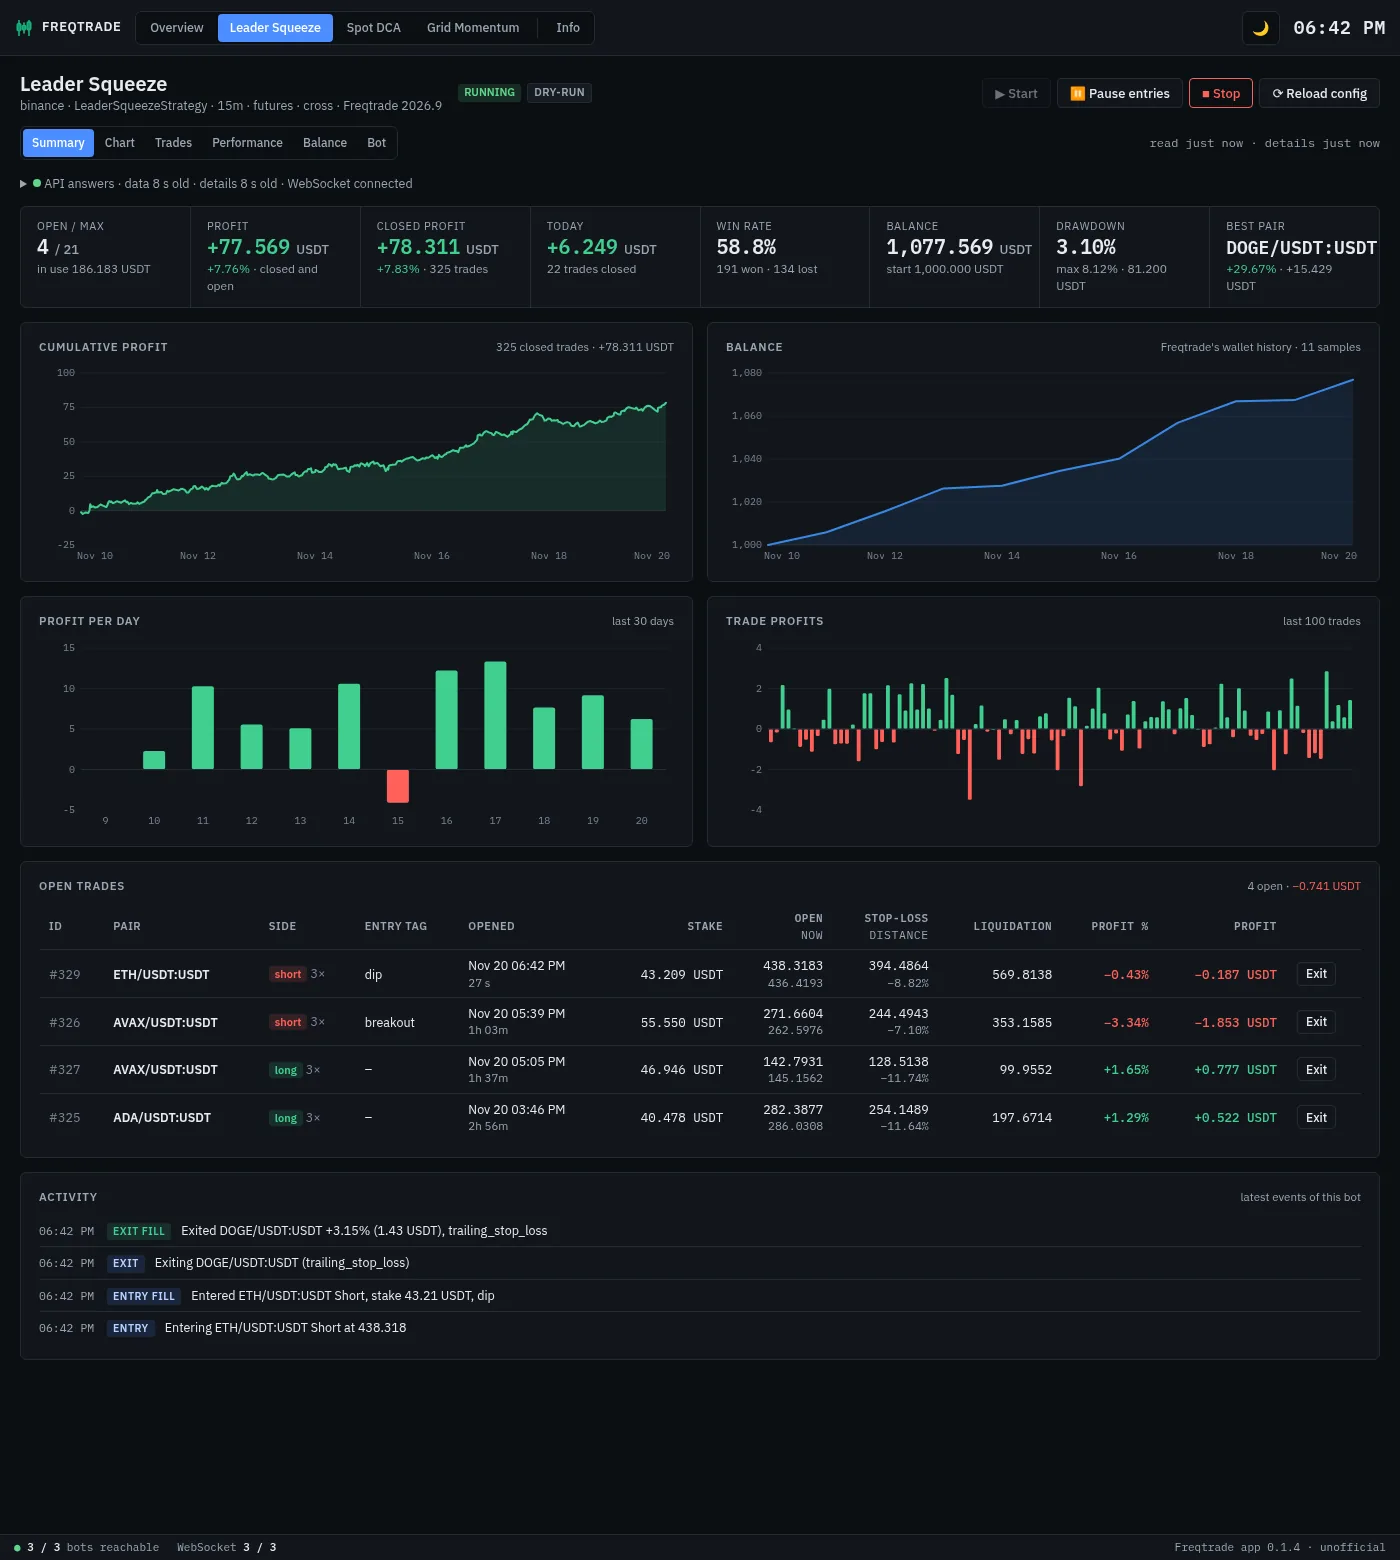 FREQTRADE Overview Leader Squeeze Spot DCA Grid Momentum Info 06:42 PM
Leader Squeeze
binance · LeaderSqueezeStrategy · 15m · futures · cross · Freqtrade 2026.9 RUNNING DRY-RUN ▶ Start ⏸ Pause entries ■ Stop ⟳ Reload config
Summary Chart Trades Performance Balance Bot read just now · details just now
▶ ● API answers · data 8 s old · details 8 s old · WebSocket connected
OPEN / MAX
4 / 21
in use 186.183 USDT
PROFIT
+77.569 USDT
+7.76% · closed and
open
CLOSED PROFIT
+78.311 USDT
+7.83% · 325 trades
TODAY
+6.249 USDT
22 trades closed
WIN RATE
58.8%
191 won · 134 lost
BALANCE
1,077.569 USDT
start 1,000.000 USDT
DRAWDOWN
3.10%
max 8.12% · 81.200
USDT
BEST PAIR
DOGE/USDT:USDT
+29.67% · +15.429
USDT
CUMULATIVE PROFIT 325 closed trades · +78.311 USDT
100
75
50
25
0
-25
Nov 10 Nov 12 Nov 14 Nov 16 Nov 18 Nov 20
BALANCE Freqtrade's wallet history · 11 samples
1,080
1,060
1,040
1,020
1,000
Nov 10 Nov 12 Nov 14 Nov 16 Nov 18 Nov 20
PROFIT PER DAY last 30 days
15
10
5
0
-5
9 10 11 12 13 14 15 16 17 18 19 20
TRADE PROFITS last 100 trades
4
2
0
-2
-4
OPEN TRADES 4 open · −0.741 USDT
ID PAIR SIDE ENTRY TAG OPENED STAKE OPEN STOP-LOSS LIQUIDATION PROFIT % PROFIT
NOW DISTANCE
#329 ETH/USDT:USDT short 3× dip Nov 20 06:42 PM 43.209 USDT 438.3183 394.4864 569.8138 −0.43% −0.187 USDT Exit
27 s 436.4193 −8.82%
#326 AVAX/USDT:USDT short 3× breakout Nov 20 05:39 PM 55.550 USDT 271.6604 244.4943 353.1585 −3.34% −1.853 USDT Exit
1h 03m 262.5976 −7.10%
#327 AVAX/USDT:USDT long 3× – Nov 20 05:05 PM 46.946 USDT 142.7931 128.5138 99.9552 +1.65% +0.777 USDT Exit
1h 37m 145.1562 −11.74%
#325 ADA/USDT:USDT long 3× – Nov 20 03:46 PM 40.478 USDT 282.3877 254.1489 197.6714 +1.29% +0.522 USDT Exit
2h 56m 286.0308 −11.64%
ACTIVITY latest events of this bot
06:42 PM EXIT FILL Exited DOGE/USDT:USDT +3.15% (1.43 USDT), trailing_stop_loss
06:42 PM EXIT Exiting DOGE/USDT:USDT (trailing_stop_loss)
06:42 PM ENTRY FILL Entered ETH/USDT:USDT Short, stake 43.21 USDT, dip
06:42 PM ENTRY Entering ETH/USDT:USDT Short at 438.318
● 3 / 3 bots reachable WebSocket 3 / 3 Freqtrade app 0.1.4 · unofficial